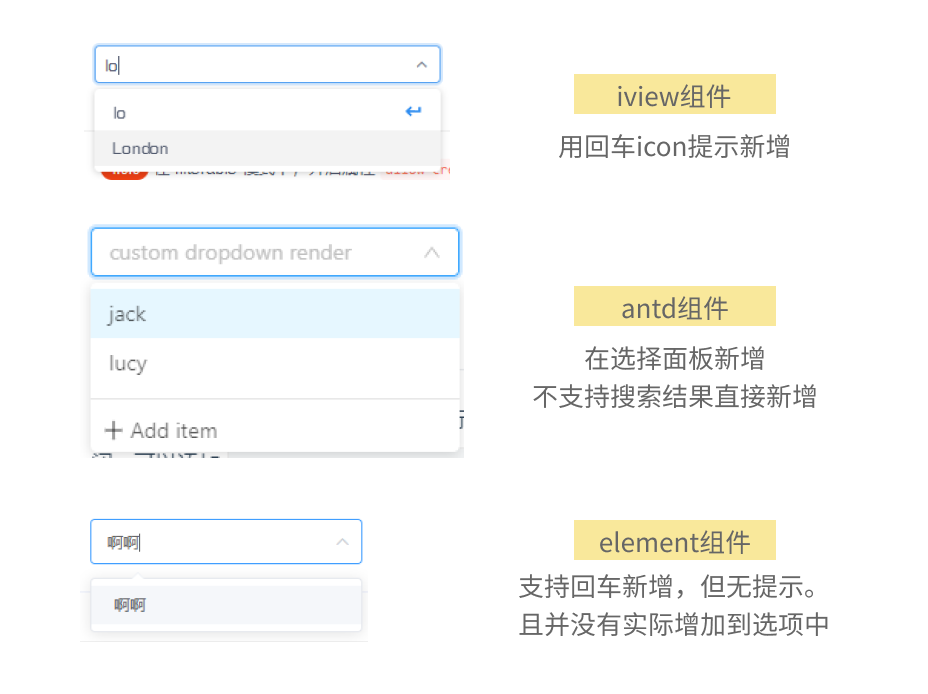 lo
lo
London
iview组件
用回车icon提示新增
custom dropdown render
jack
lucy
+ Add item
antd组件
在选择面板新增
不支持搜索结果直接新增
啊啊
啊啊
element组件
支持回车新增，但无提示。
且并没有实际增加到选项中